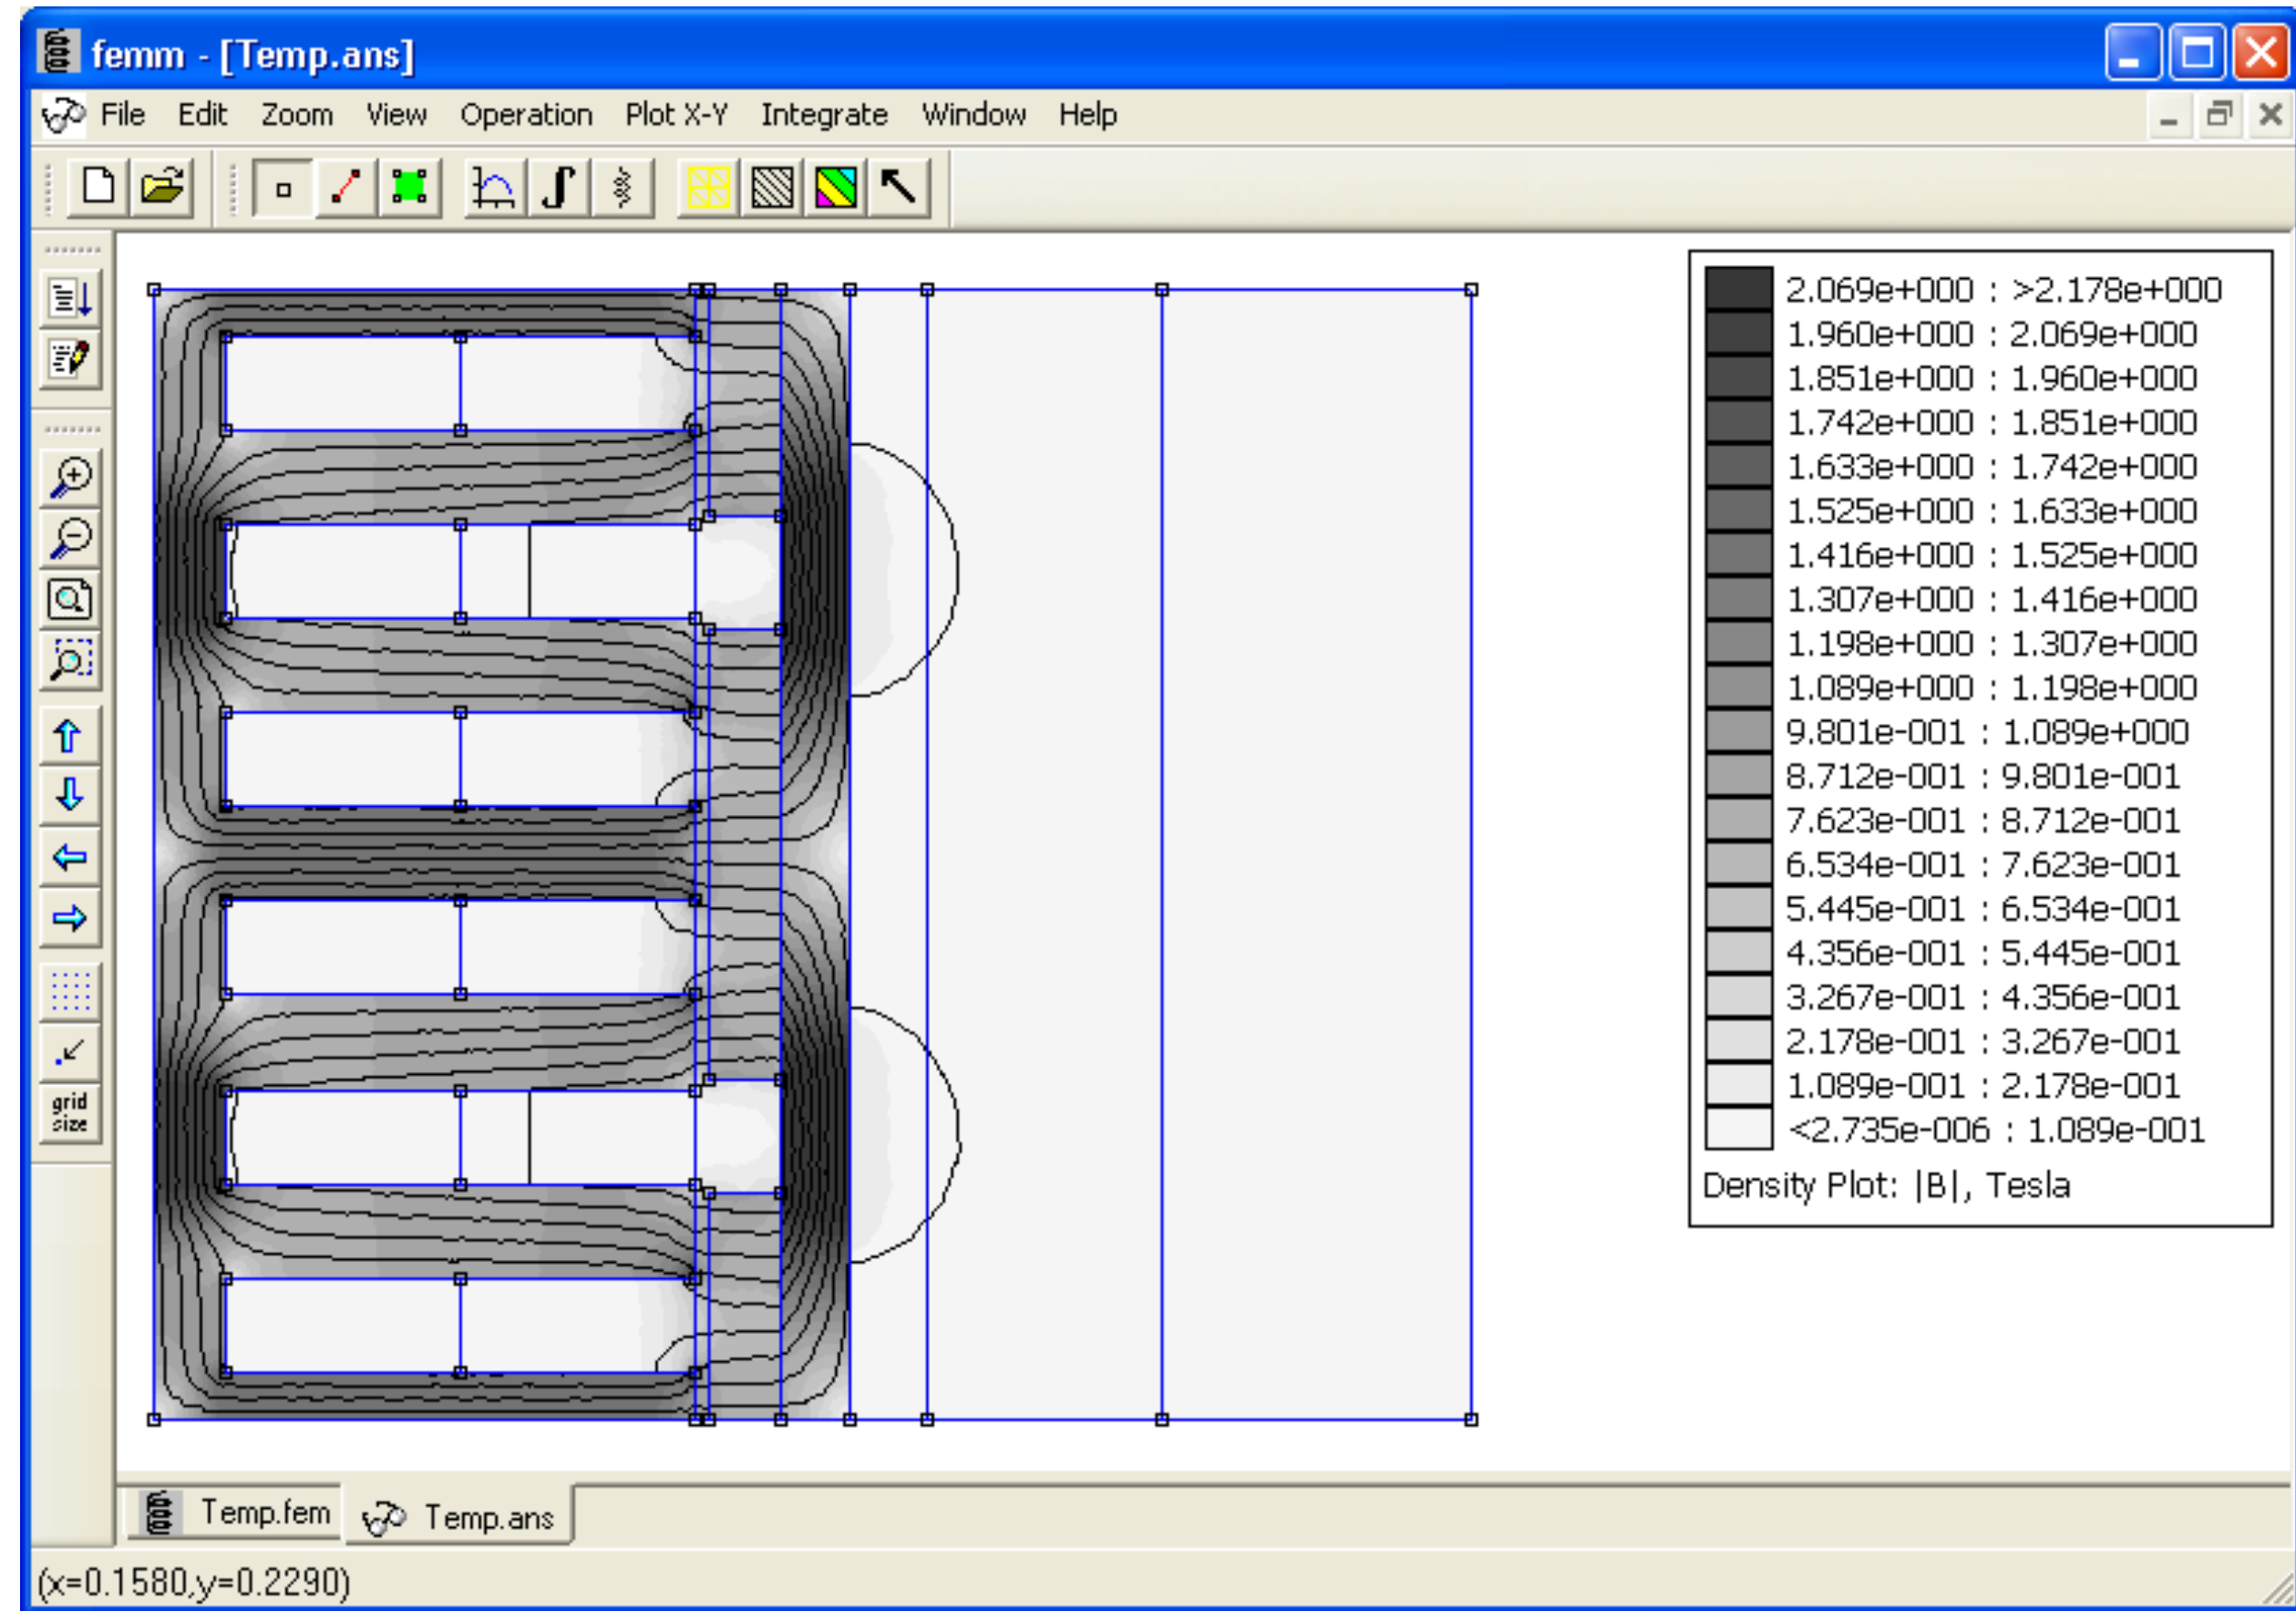 femm - [Temp.ans]
File Edit Zoom View Operation Plot X-Y Integrate Window Help
2.069e+000 : >2.178e+000
1.960e+000 : 2.069e+000
1.851e+000 : 1.960e+000
1.742e+000 : 1.851e+000
1.633e+000 : 1.742e+000
1.525e+000 : 1.633e+000
1.416e+000 : 1.525e+000
1.307e+000 : 1.416e+000
1.198e+000 : 1.307e+000
1.089e+000 : 1.198e+000
9.801e-001 : 1.089e+000
8.712e-001 : 9.801e-001
7.623e-001 : 8.712e-001
6.534e-001 : 7.623e-001
5.445e-001 : 6.534e-001
4.356e-001 : 5.445e-001
3.267e-001 : 4.356e-001
2.178e-001 : 3.267e-001
1.089e-001 : 2.178e-001
<2.735e-006 : 1.089e-001
Density Plot: |B|, Tesla
grid
size
Temp.fem
Temp.ans
(x=0.1580,y=0.2290)